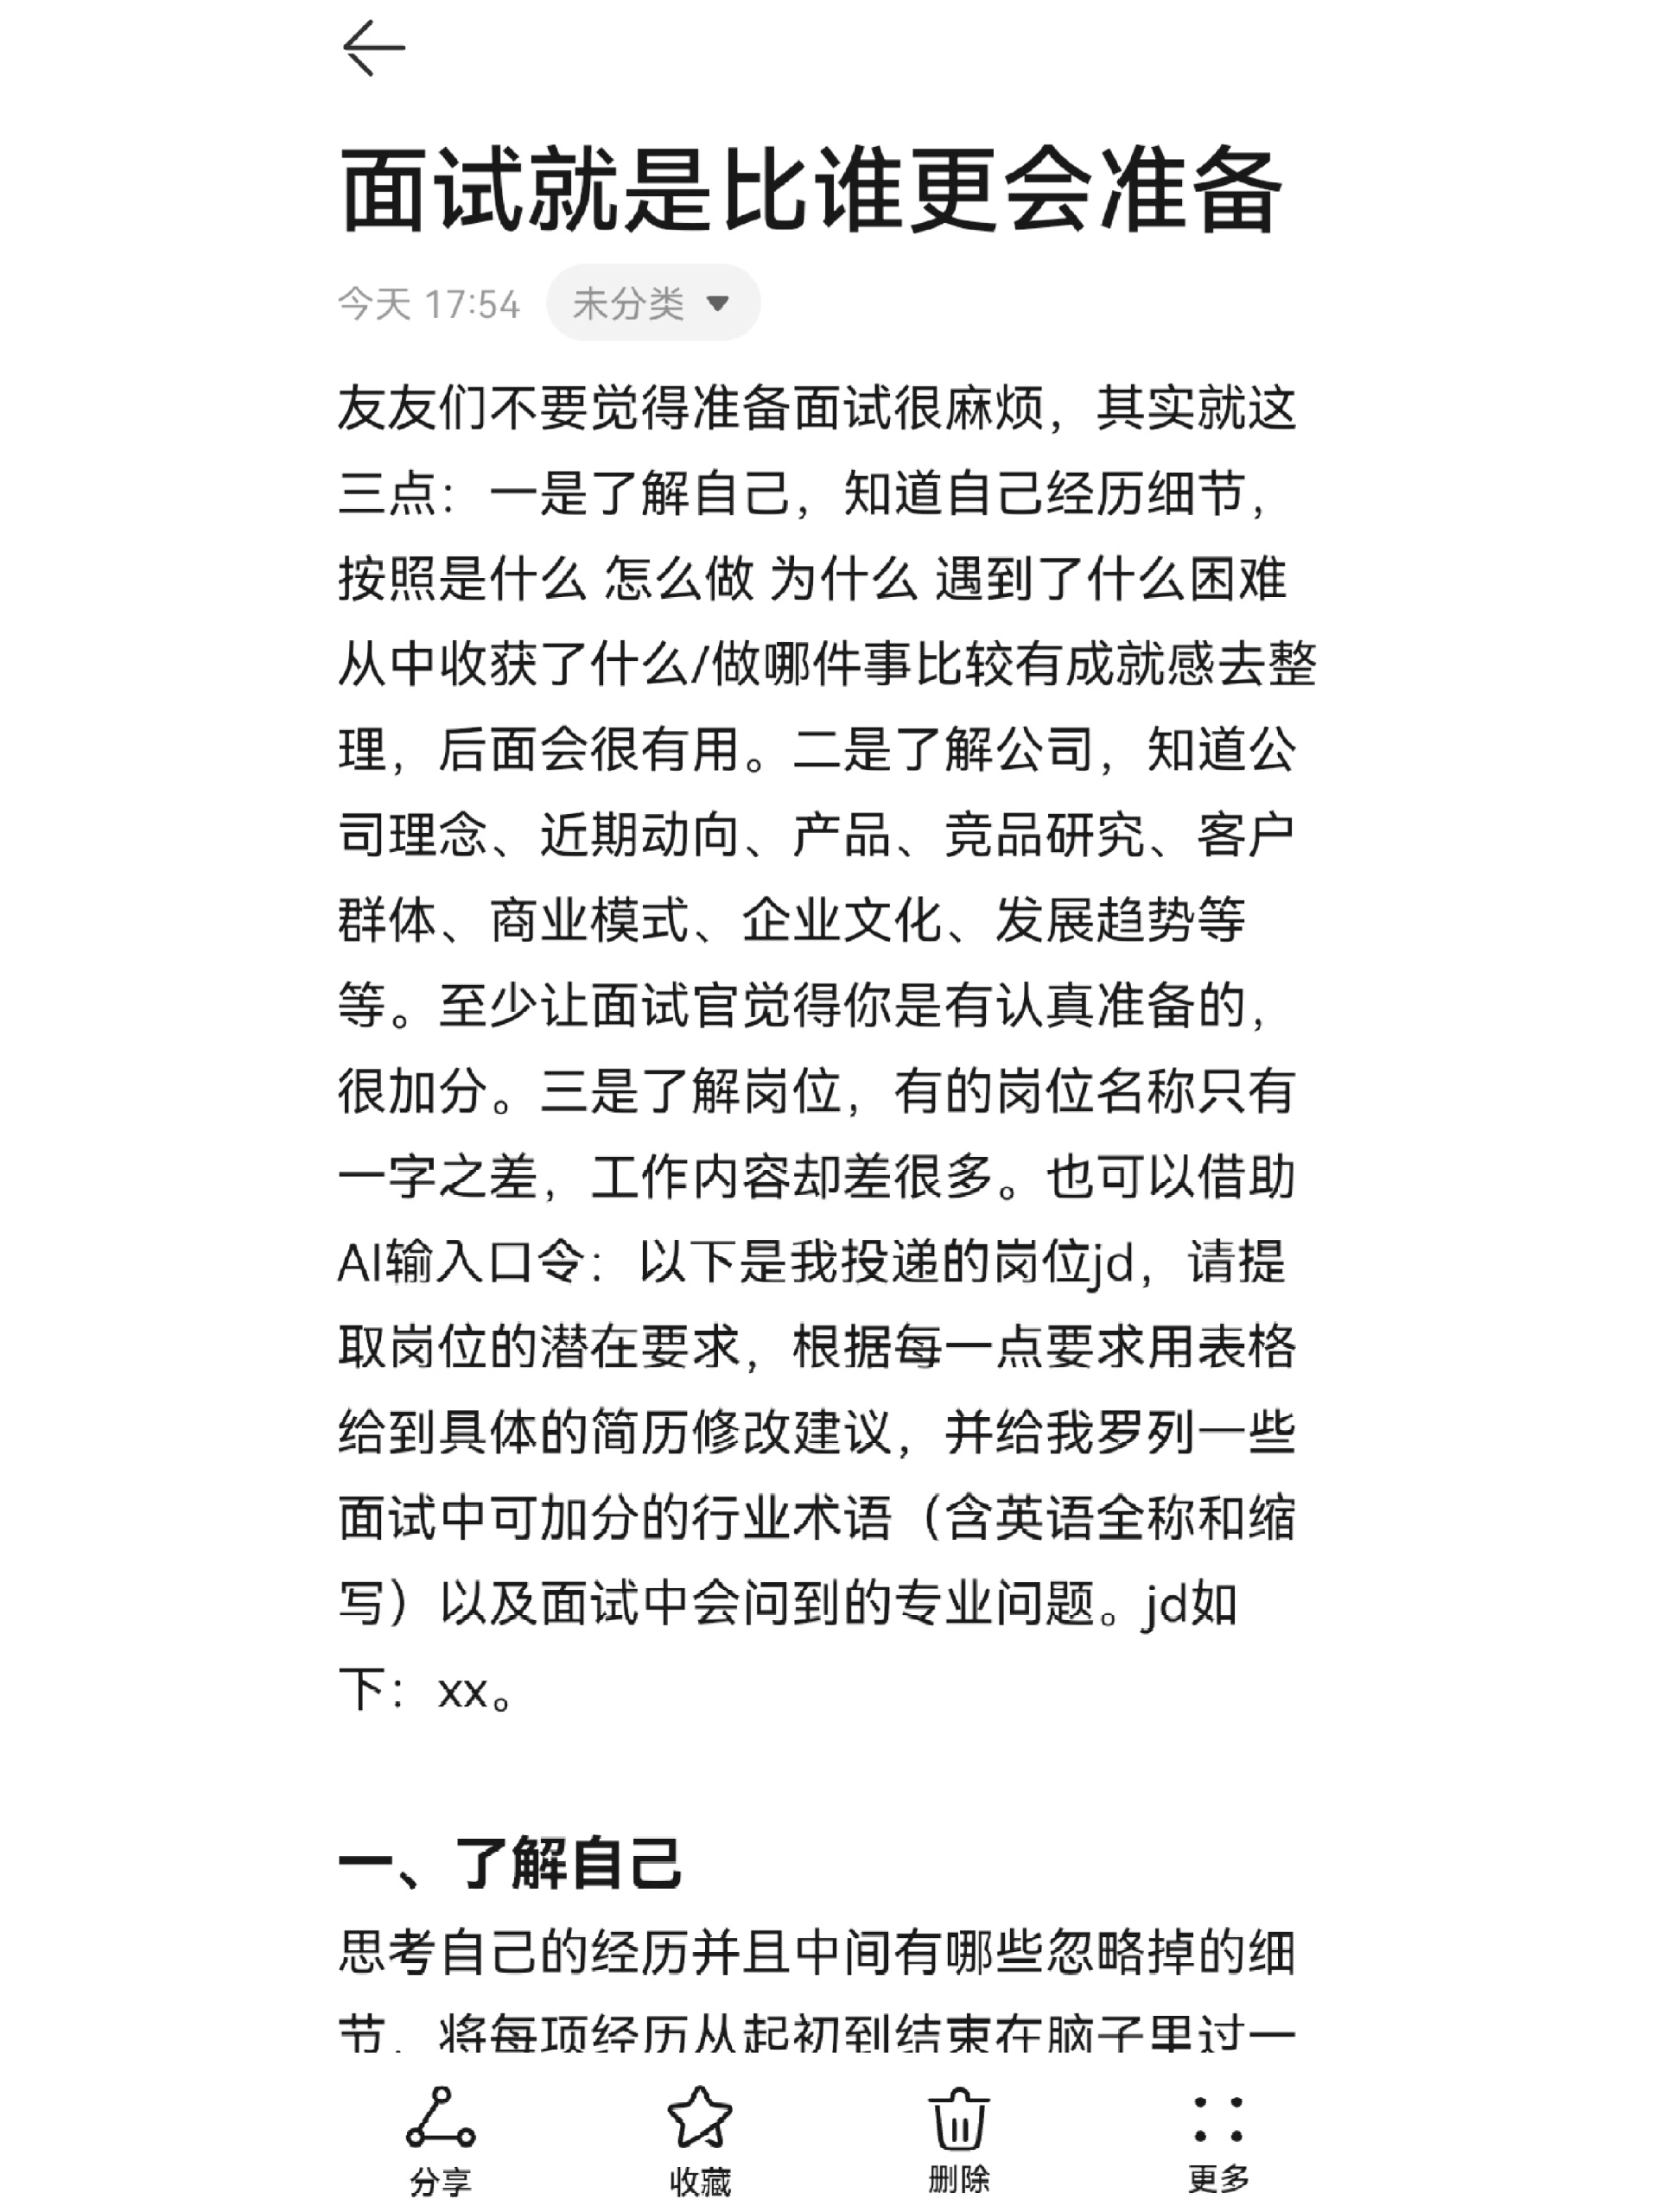 面试就是比谁更会准备
今天 17:54 未分类
友友们不要觉得准备面试很麻烦，其实就这
三点：一是了解自己，知道自己经历细节，
按照是什么 怎么做 为什么 遇到了什么困难
从中收获了什么/做哪件事比较有成就感去整
理，后面会很有用。二是了解公司，知道公
司理念、近期动向、产品、竞品研究、客户
群体、商业模式、企业文化、发展趋势等
等。至少让面试官觉得你是有认真准备的，
很加分。三是了解岗位，有的岗位名称只有
一字之差，工作内容却差很多。也可以借助
AI输入口令：以下是我投递的岗位jd，请提
取岗位的潜在要求，根据每一点要求用表格
给到具体的简历修改建议，并给我罗列一些
面试中可加分的行业术语（含英语全称和缩
写）以及面试中会问到的专业问题。jd如
下：xx。
一、了解自己
思考自己的经历并且中间有哪些忽略掉的细
节，将每项经历从起初到结束在脑子里过一
分享 收藏 删除 更多